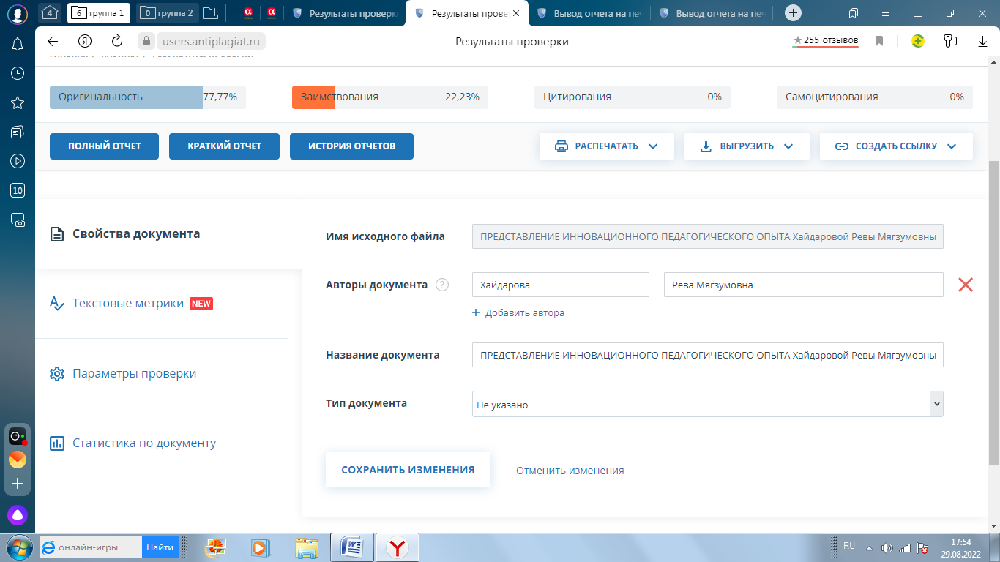 4
6 группа 1
0 группа 2
Результаты проверк
Результаты прове
Вывод отчета на печ
Вывод отчета на печ
users.antiplagiat.ru
Результаты проверки
★255 отзывов
Оригинальность 77,77%
Заимствования 22,23%
Цитирования 0%
Самоцитирования 0%
ПОЛНЫЙ ОТЧЕТ
КРАТКИЙ ОТЧЕТ
ИСТОРИЯ ОТЧЕТОВ
РАСПЕЧАТАТЬ
ВЫГРУЗИТЬ
СОЗДАТЬ ССЫЛКУ
10
Свойства документа
Текстовые метрики NEW
Параметры проверки
Статистика по документу
Имя исходного файла
ПРЕДСТАВЛЕНИЕ ИННОВАЦИОННОГО ПЕДАГОГИЧЕСКОГО ОПЫТА Хайдаровой Ревы Мягзумовны
Авторы документа ?
Хайдарова
Рева Мягзумовна
+ Добавить автора
Название документа
ПРЕДСТАВЛЕНИЕ ИННОВАЦИОННОГО ПЕДАГОГИЧЕСКОГО ОПЫТА Хайдаровой Ревы Мягзумовны
Тип документа
Не указано
СОХРАНИТЬ ИЗМЕНЕНИЯ
Отменить изменения
онлайн-игры
Найти
RU
17:54
29.08.2022